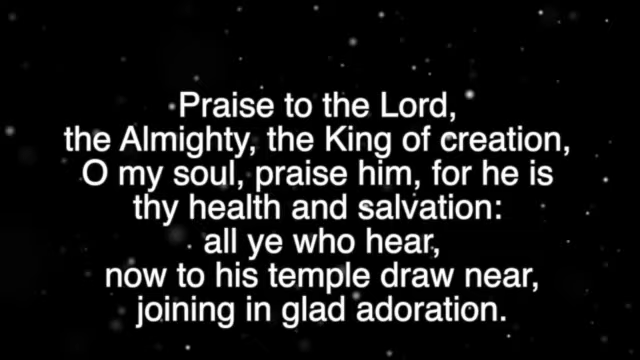 Praise to the Lord,
the Almighty, the King of creation,
O my soul, praise him, for he is
thy health and salvation:
all ye who hear,
now to his temple draw near,
joining in glad adoration.